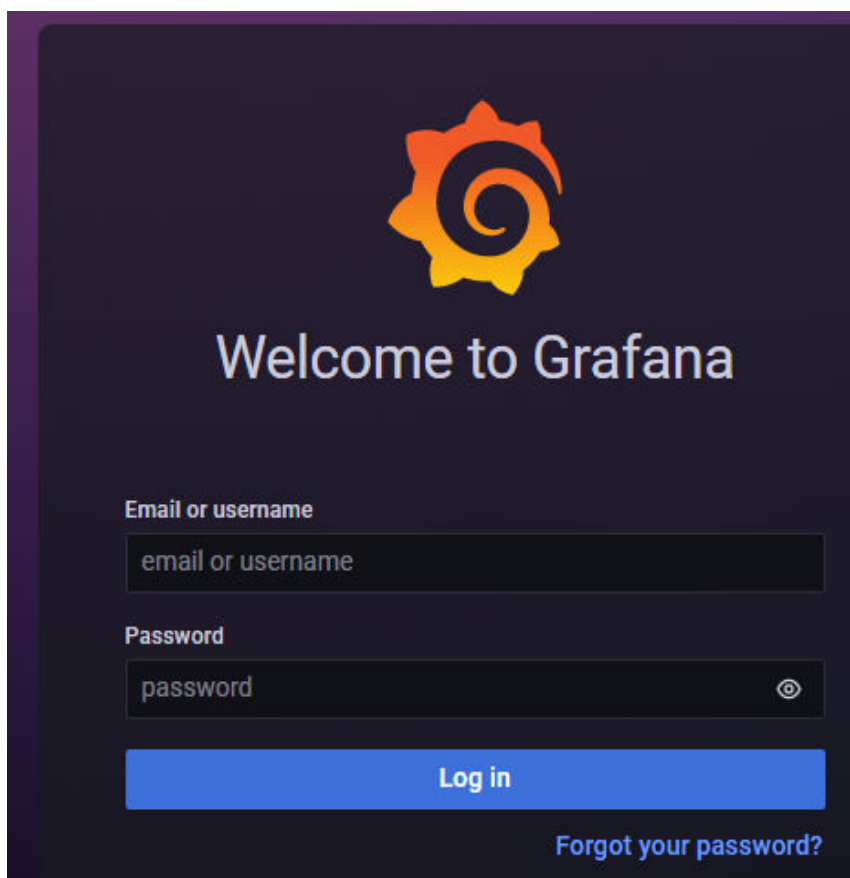 Welcome to Grafana
Email or username
email or username
Password
password
Log in
Forgot your password?